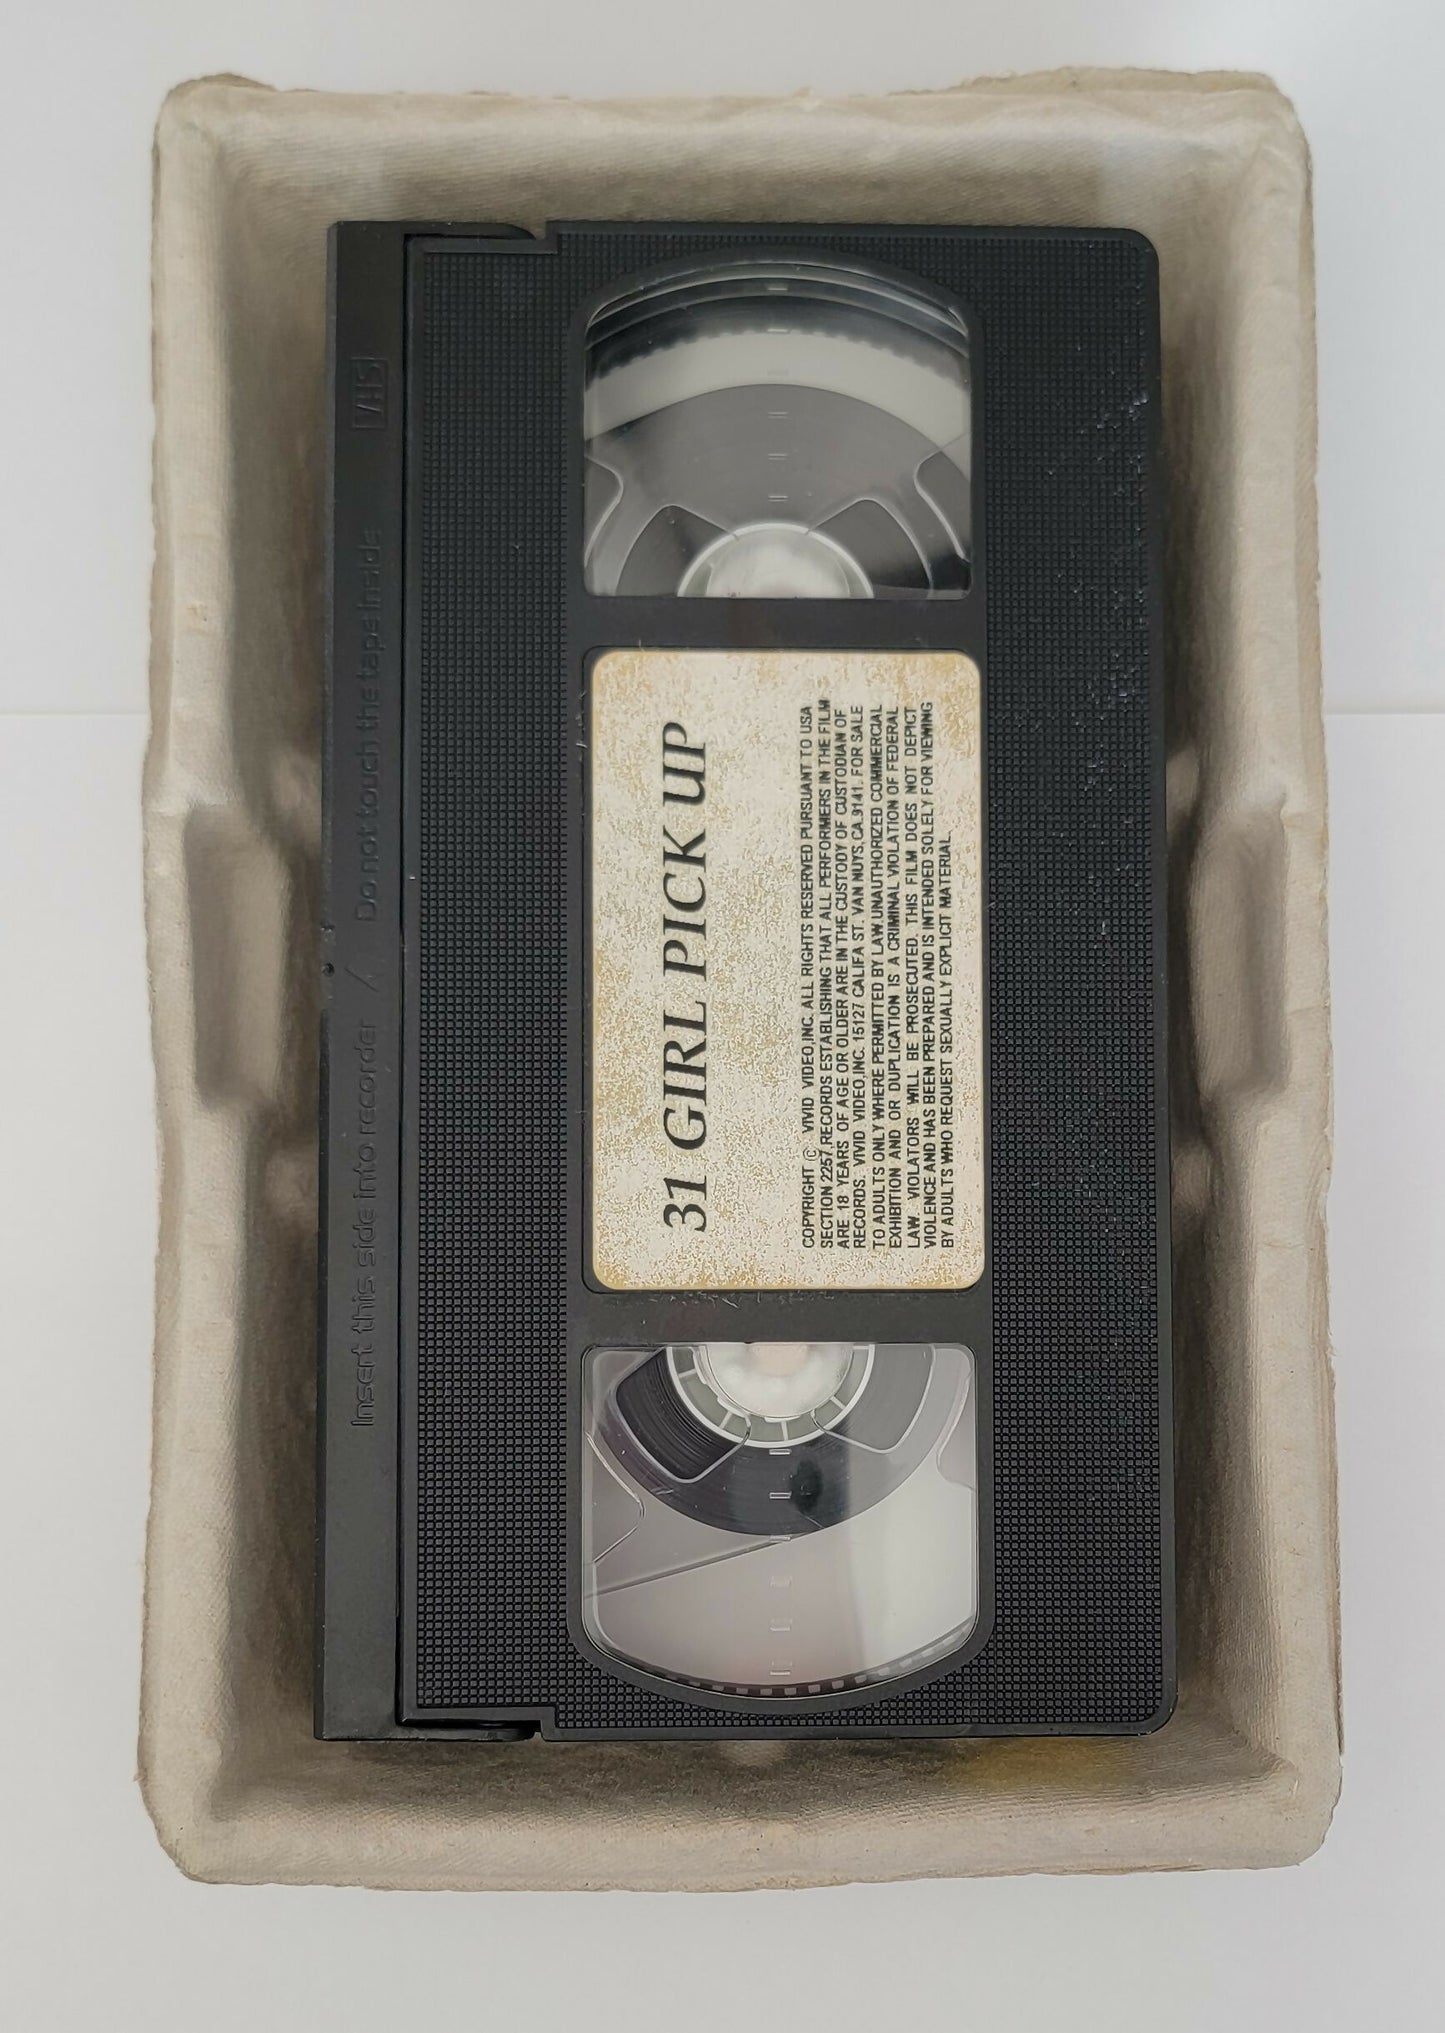 VHS
Insert this side into recorder / Do not touch the tape inside
31 GIRL PICK UP
COPYRIGHT © VIVID VIDEO,INC. ALL RIGHTS RESERVED PURSUANT TO USA
SECTION 2257,RECORDS ESTABLISHING THAT ALL PERFORMERS IN THE FILM
ARE 18 YEARS OF AGE OR OLDER ARE IN THE CUSTODY OF CUSTODIAN OF
RECORDS. VIVID VIDEO,INC. 15127 CALIFA ST. VAN NUYS, CA.9141. FOR SALE
TO ADULTS ONLY WHERE PERMITTED BY LAW,UNAUTHORIZED COMMERCIAL
EXHIBITION AND OR DUPLICATION IS A CRIMINAL VIOLATION OF FEDERAL
LAW. VIOLATORS WILL BE PROSECUTED. THIS FILM DOES NOT DEPICT
VIOLENCE AND HAS BEEN PREPARED AND IS INTENDED SOLELY FOR VIEWING
BY ADULTS WHO REQUEST SEXUALLY EXPLICIT MATERIAL.